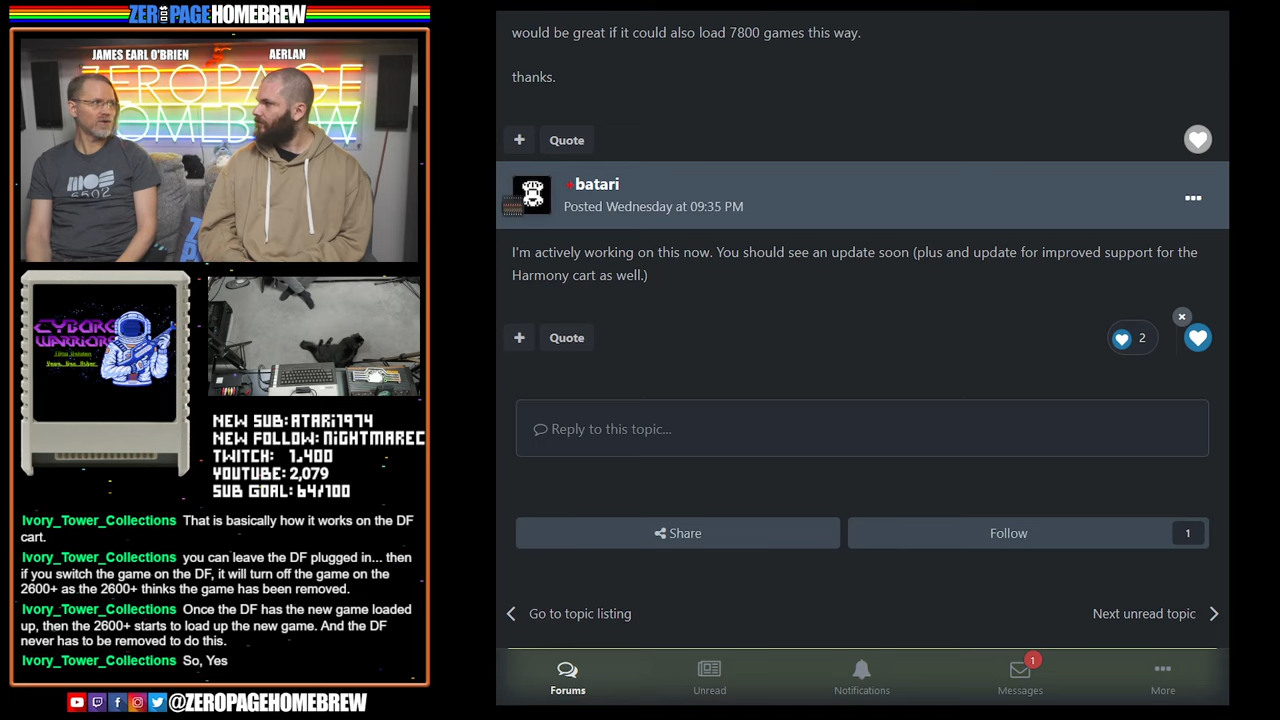 ZEROPAGE HOMEBREW
JAMES EARL O'BRIEN
AERLAN
ZEROPAGE
HOMEBREW
MOS
6502
CYBORG
WARRIORS
NEW SUB: ATARI1974
NEW FOLLOW: NIGHTMAREC
TWITCH: 1,400
YOUTUBE: 2,079
SUB GOAL: 64/100
Ivory_Tower_Collections That is basically how it works on the DF
cart.
Ivory_Tower_Collections you can leave the DF plugged in... then
if you switch the game on the DF, it will turn off the game on the
2600+ as the 2600+ thinks the game has been removed.
Ivory_Tower_Collections Once the DF has the new game loaded
up, then the 2600+ starts to load up the new game. And the DF
never has to be removed to do this.
Ivory_Tower_Collections So, Yes
@ZEROPAGEHOMEBREW
would be great if it could also load 7800 games this way.
thanks.
+ Quote
+batari
Posted Wednesday at 09:35 PM
I'm actively working on this now. You should see an update soon (plus and update for improved support for the
Harmony cart as well.)
+ Quote
2
Reply to this topic...
Share
Follow 1
Go to topic listing
Next unread topic
1
Forums Unread Notifications Messages More